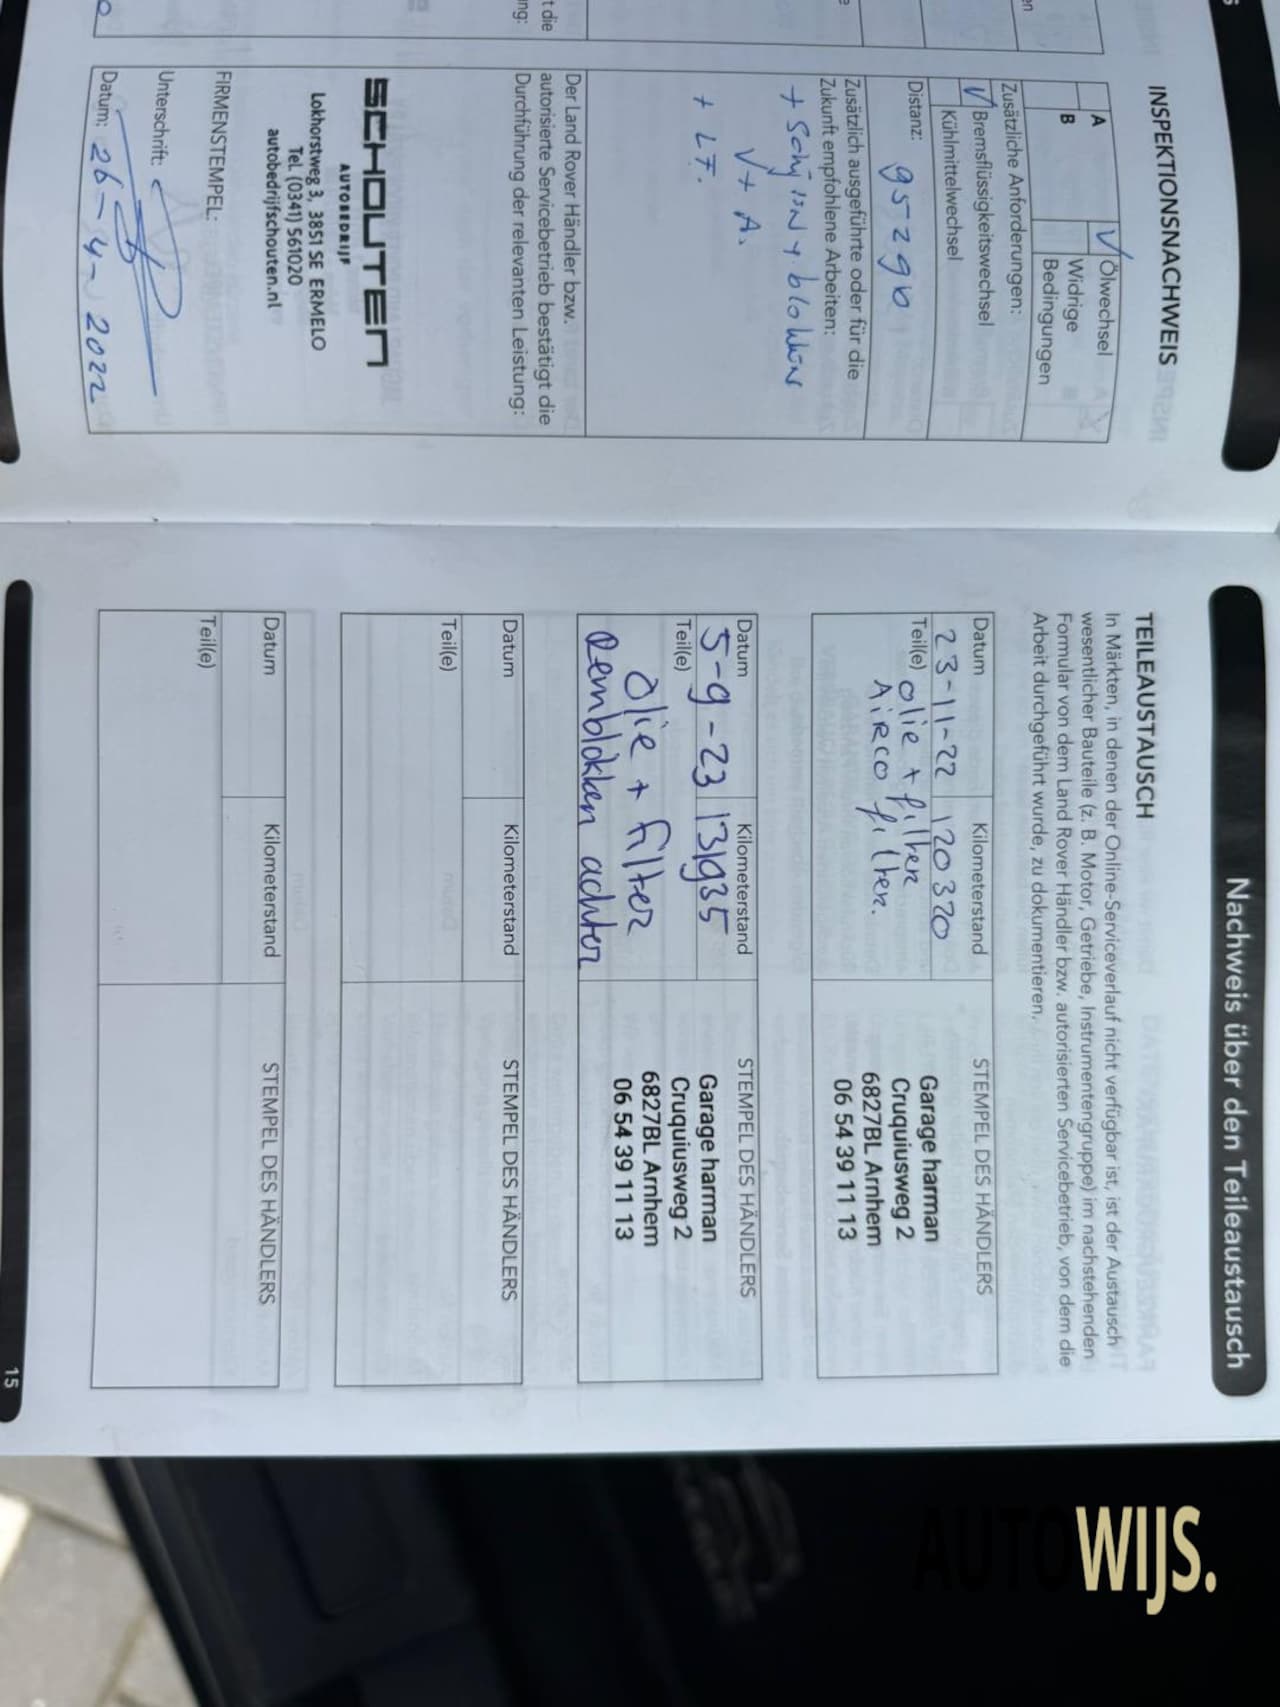 INSPEKTIONSNACHWEIS
A
B
Ölwechsel
Widrige
Bedingungen
Zusätzliche Anforderungen:
Bremsflüssigkeitswechsel
Kühlmittelwechsel
Distanz: 95290
Zusätzlich ausgeführte oder für die
Zukunft empfohlene Arbeiten:
V+ A.
+ LF.
Der Land Rover Händler bzw.
autorisierte Servicebetrieb bestätigt die
Durchführung der relevanten Leistung:
SCHOUTEN
AUTOBEDRIJF
Lokhorstweg 3, 3851 SE ERMELO
Tel. (0341) 561020
autobedrijfschouten.nl
FIRMENSTEMPEL:
Unterschrift:
Datum: 26-4-2022
t die
ng:
Nachweis über den Teileaustausch
TEILEAUSTAUSCH
In Märkten, in denen der Online-Serviceverlauf nicht verfügbar ist, ist der Austausch
wesentlicher Bauteile (z. B. Motor, Getriebe, Instrumentengruppe) im nachstehenden
Formular von dem Land Rover Händler bzw. autorisierten Servicebetrieb, von dem die
Arbeit durchgeführt wurde, zu dokumentieren.
Datum Kilometerstand STEMPEL DES HÄNDLERS
23-11-22 120320
Teil(e) olie + filter
Airco filter.
Garage harman
Cruquiusweg 2
6827BL Arnhem
06 54 39 11 13
Datum Kilometerstand STEMPEL DES HÄNDLERS
5-9-23 131935
Teil(e)
Olie + filter
Remblokken achter
Garage harman
Cruquiusweg 2
6827BL Arnhem
06 54 39 11 13
Datum Kilometerstand STEMPEL DES HÄNDLERS
Teil(e)
Datum Kilometerstand STEMPEL DES HÄNDLERS
Teil(e)
15
AUTOWIJS.